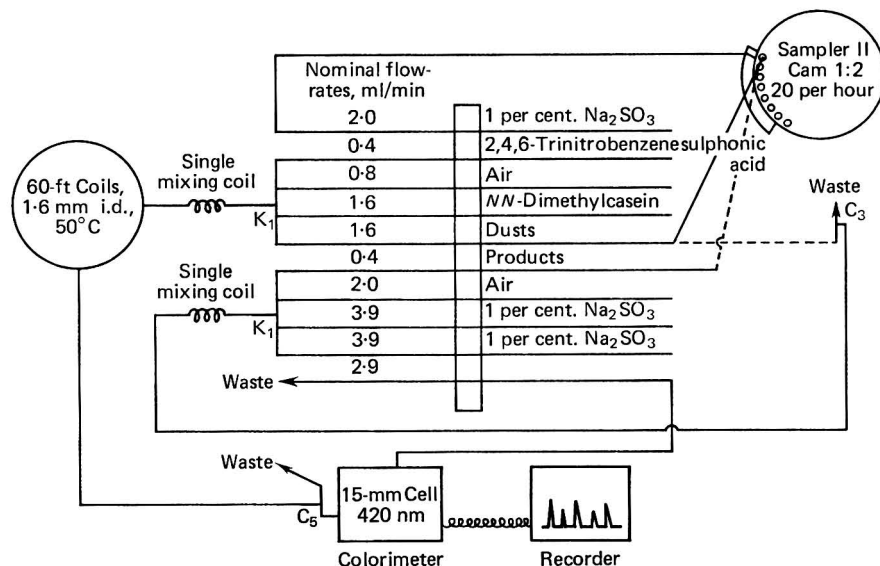 Sampler II
Cam 1:2
20 per hour
Nominal flow-
rates, ml/min
2·0 1 per cent. Na₂SO₃
0·4 2,4,6-Trinitrobenzenesulphonic
acid
Single
mixing coil
60-ft Coils,
1·6 mm i.d.,
50°C
K₁
0·8 Air
1·6 NN-Dimethylcasein
1·6 Dusts
Waste
C₃
0·4 Products
Single
mixing coil
K₁
2·0 Air
3·9 1 per cent. Na₂SO₃
3·9 1 per cent. Na₂SO₃
2·9
Waste
Waste
C₅
15-mm Cell
420 nm
Colorimeter
Recorder